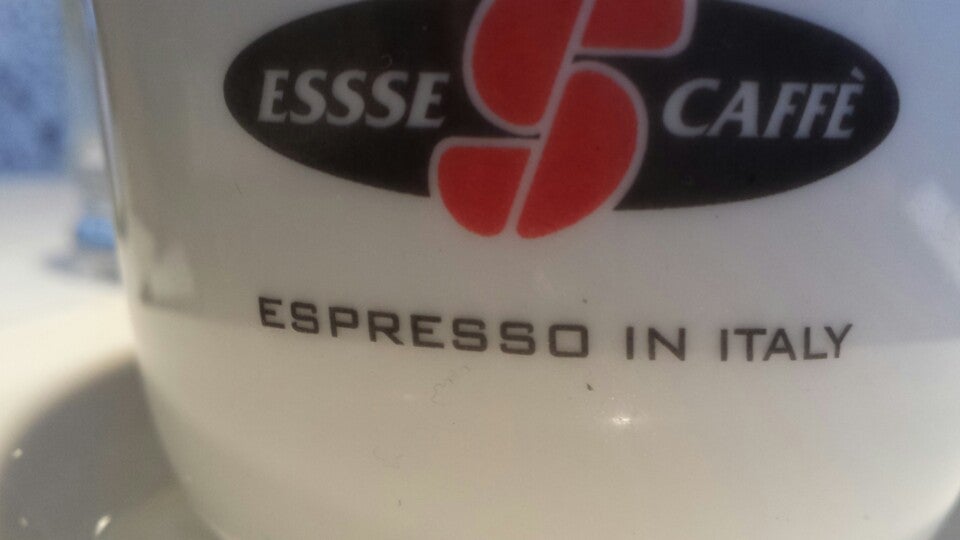 ESSSE CAFFÈ
ESPRESSO IN ITALY